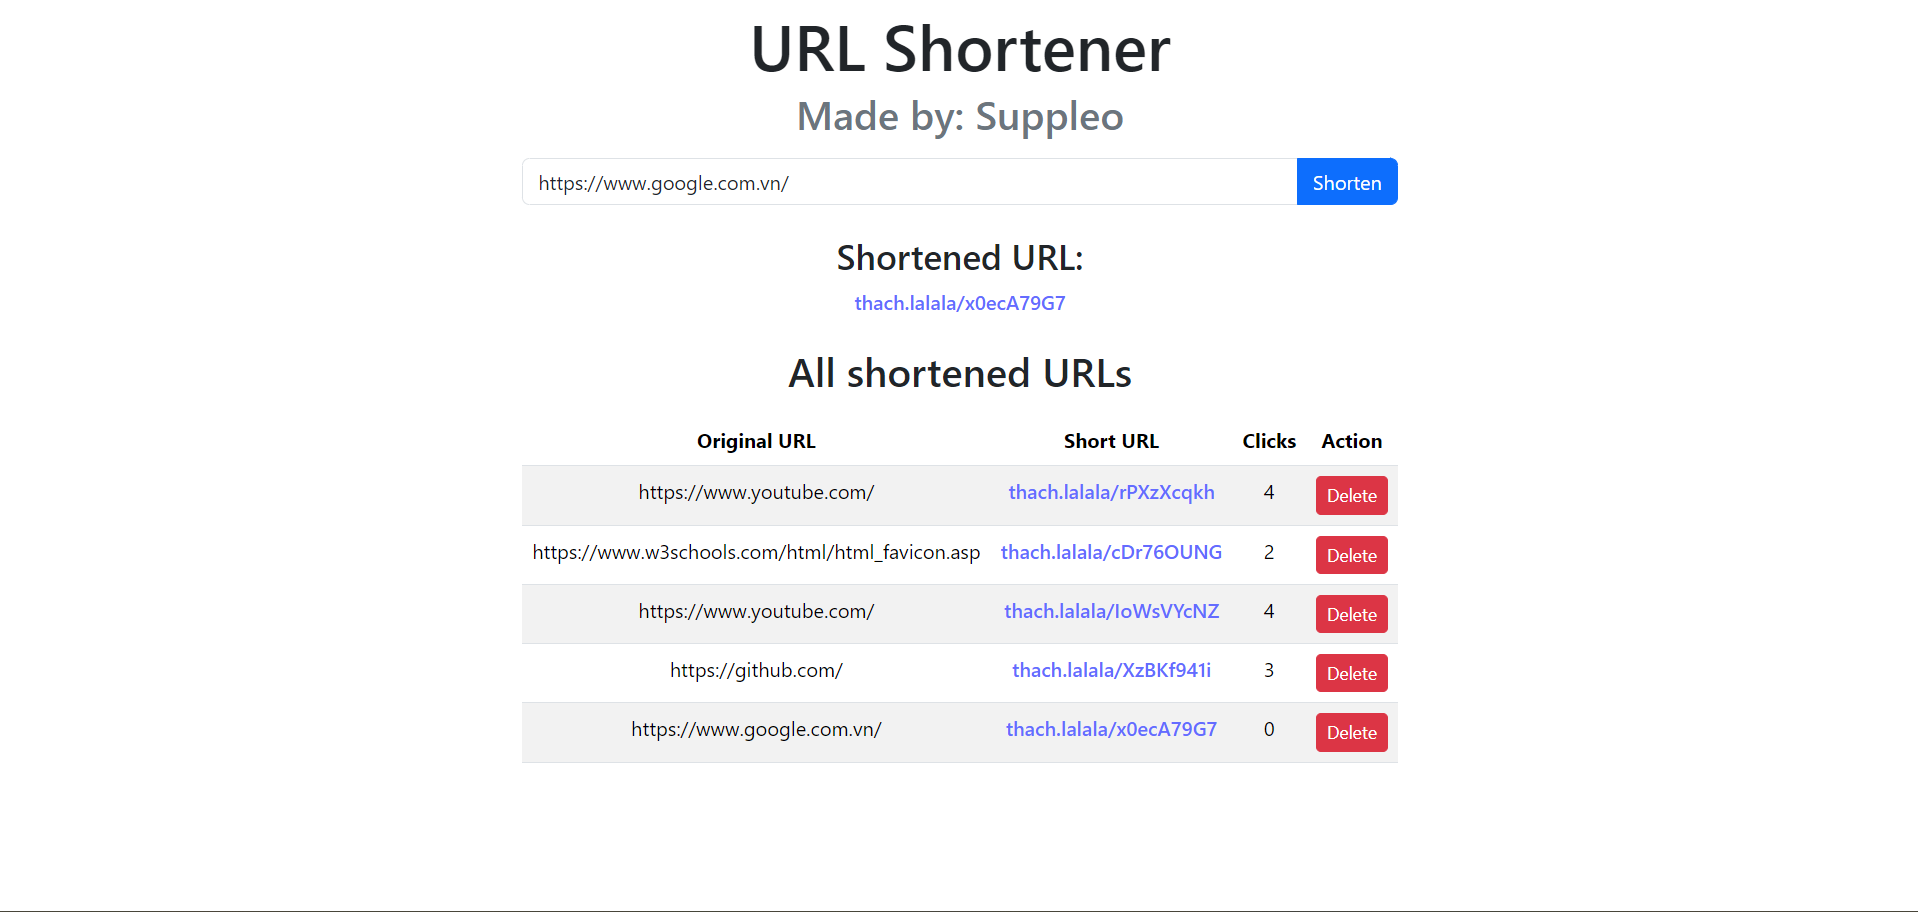 URL Shortener
Made by: Suppleo
https://www.google.com.vn/ Shorten
Shortened URL:
thach.lalala/x0ecA79G7
All shortened URLs
Original URL Short URL Clicks Action
https://www.youtube.com/ thach.lalala/rPXzXcqkh 4 Delete
https://www.w3schools.com/html/html_favicon.asp thach.lalala/cDr76OUNG 2 Delete
https://www.youtube.com/ thach.lalala/IoWsVYcNZ 4 Delete
https://github.com/ thach.lalala/XzBKf941i 3 Delete
https://www.google.com.vn/ thach.lalala/x0ecA79G7 0 Delete